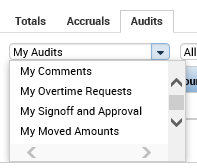 Totals Accruals Audits
My Audits All
My Comments
My Overtime Requests
My Signoff and Approval
My Moved Amounts